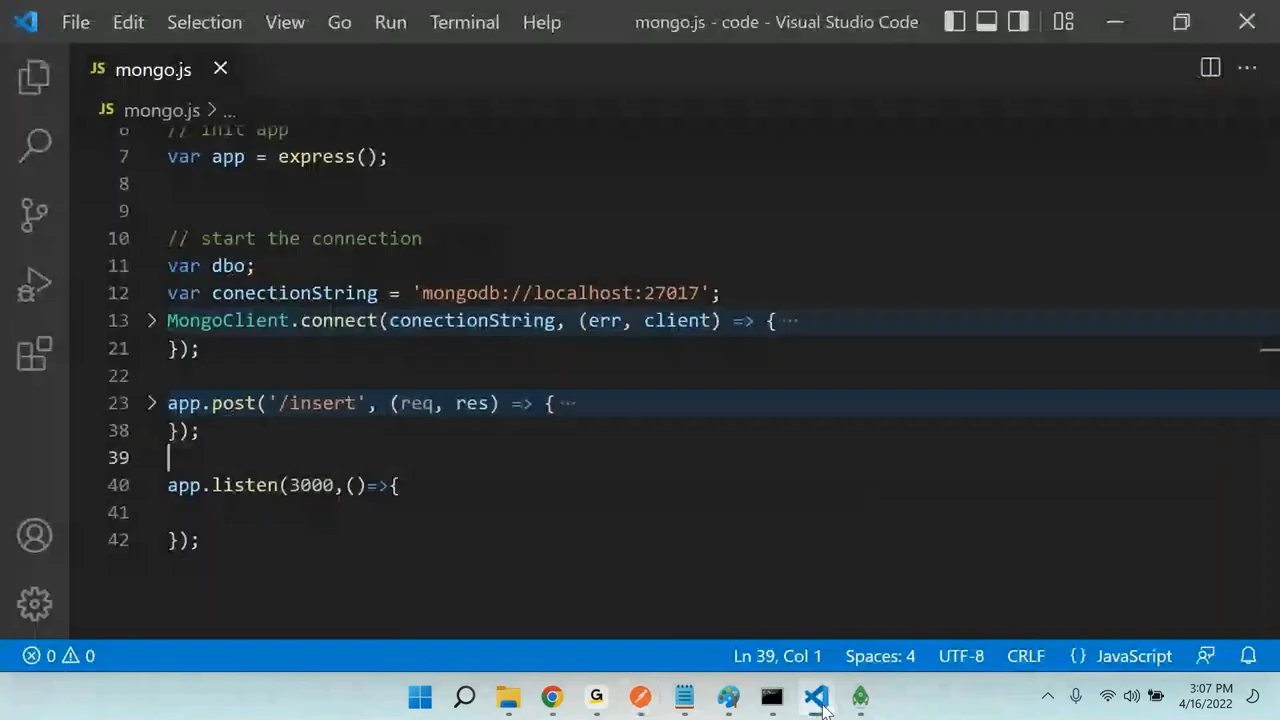 File Edit Selection View Go Run Terminal Help mongo.js - code - Visual Studio Code
JS mongo.js
JS mongo.js > ...
6 // init app
7 var app = express();
8
9
10 // start the connection
11 var dbo;
12 var conectionString = 'mongodb://localhost:27017';
13 MongoClient.connect(conectionString, (err, client) => {
21 });
22
23 app.post('/insert', (req, res) => {
38 });
39
40 app.listen(3000,()=>{
41
42 });
0 0 Ln 39, Col 1 Spaces: 4 UTF-8 CRLF {} JavaScript
3:07 PM
4/16/2022